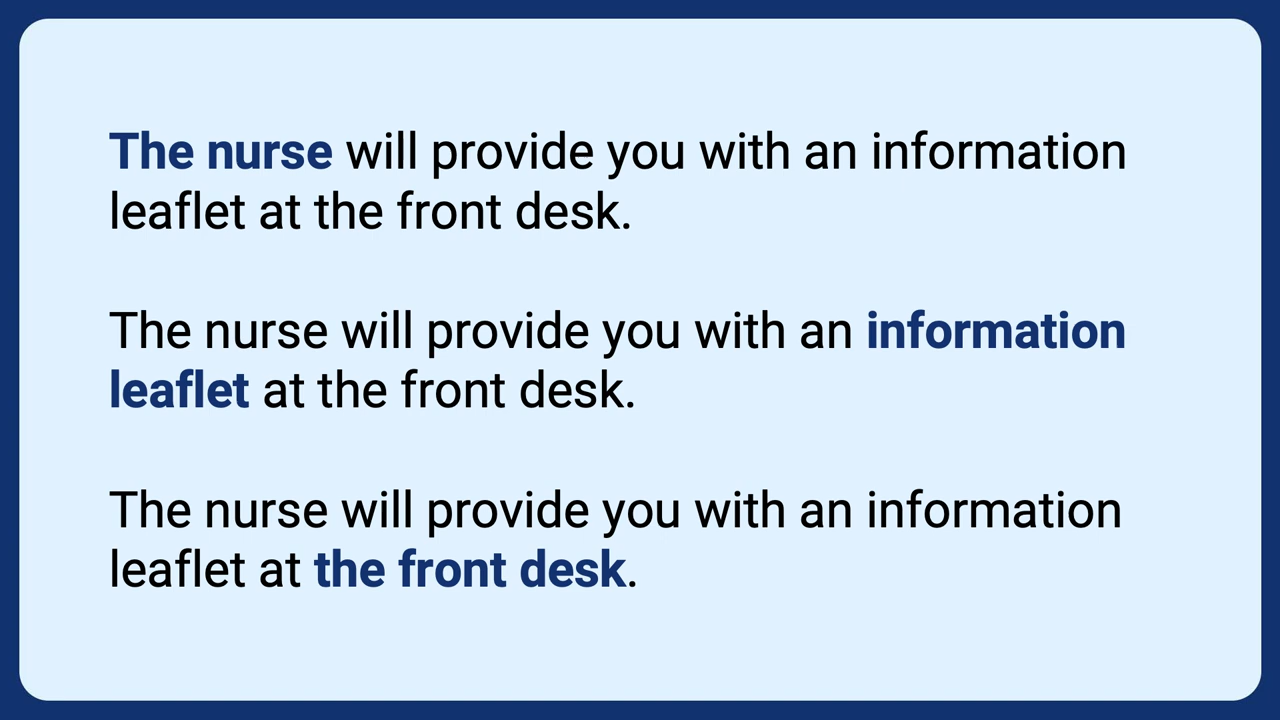 The nurse will provide you with an information
leaflet at the front desk.
The nurse will provide you with an information
leaflet at the front desk.
The nurse will provide you with an information
leaflet at the front desk.